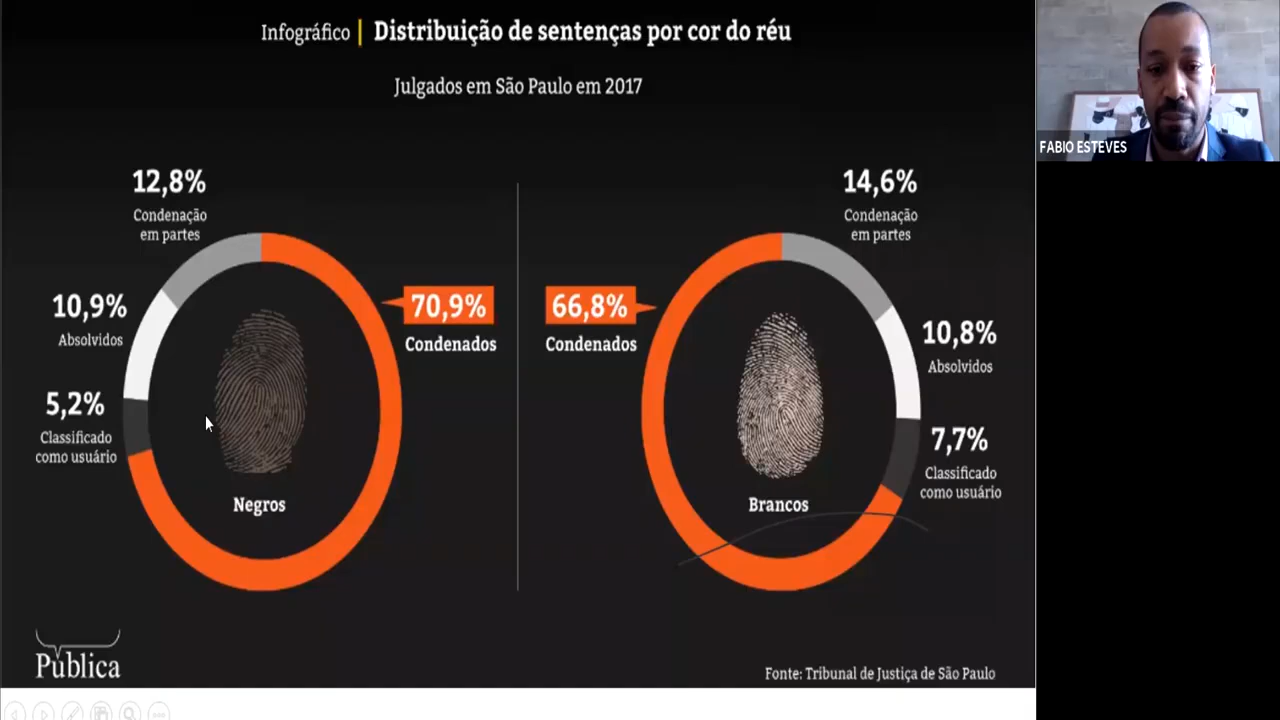 Infográfico | Distribuição de sentenças por cor do réu
Julgados em São Paulo em 2017
12,8%
Condenação
em partes
10,9%
Absolvidos
5,2%
Classificado
como usuário
70,9%
Condenados
Negros
66,8%
Condenados
14,6%
Condenação
em partes
10,8%
Absolvidos
7,7%
Classificado
como usuário
Brancos
Pública
Fonte: Tribunal de Justiça de São Paulo
FABIO ESTEVES